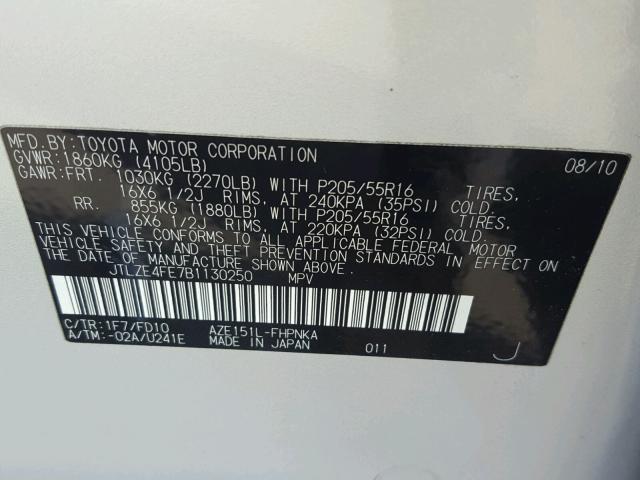 MFD.BY:TOYOTA MOTOR CORPORATION 08/10
GVWR:1860KG (4105LB)
GAWR:FRT. 1030KG (2270LB) WITH P205/55R16 TIRES,
16X6 1/2J RIMS, AT 240KPA (35PSI) COLD.
RR. 855KG (1880LB) WITH P205/55R16 TIRES,
16X6 1/2J RIMS, AT 220KPA (32PSI) COLD.
THIS VEHICLE CONFORMS TO ALL APPLICABLE FEDERAL MOTOR
VEHICLE SAFETY AND THEFT PREVENTION STANDARDS IN EFFECT ON
THE DATE OF MANUFACTURE SHOWN ABOVE.
JTLZE4FE7B1130250 MPV
C/TR:1F7/FD10 AZE151L-FHPNKA
A/TM:-02A/U241E MADE IN JAPAN 011 J